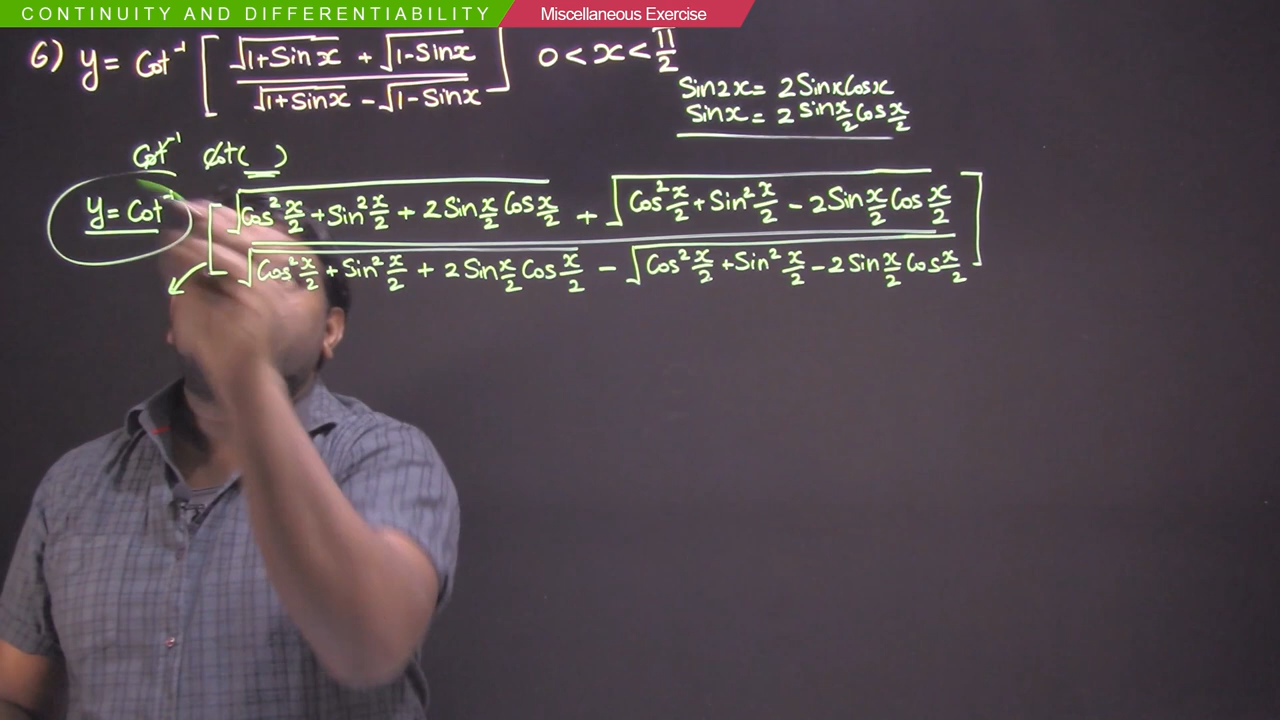 CONTINUITY AND DIFFERENTIABILITY
Miscellaneous Exercise
6) y = Cot⁻¹ [ (√(1+Sinx) + √(1-Sinx)) / (√(1+Sinx) - √(1-Sinx)) ] 0 < x < π/2
Sin2x = 2SinxCosx
Sinx = 2 Sin x/2 Cos x/2
Cot⁻¹ Cot( )
y = Cot⁻¹ [ (√(Cos² x/2 + Sin² x/2 + 2Sin x/2 Cos x/2) + √(Cos² x/2 + Sin² x/2 - 2Sin x/2 Cos x/2)) / (√(Cos² x/2 + Sin² x/2 + 2Sin x/2 Cos x/2) - √(Cos² x/2 + Sin² x/2 - 2Sin x/2 Cos x/2)) ]